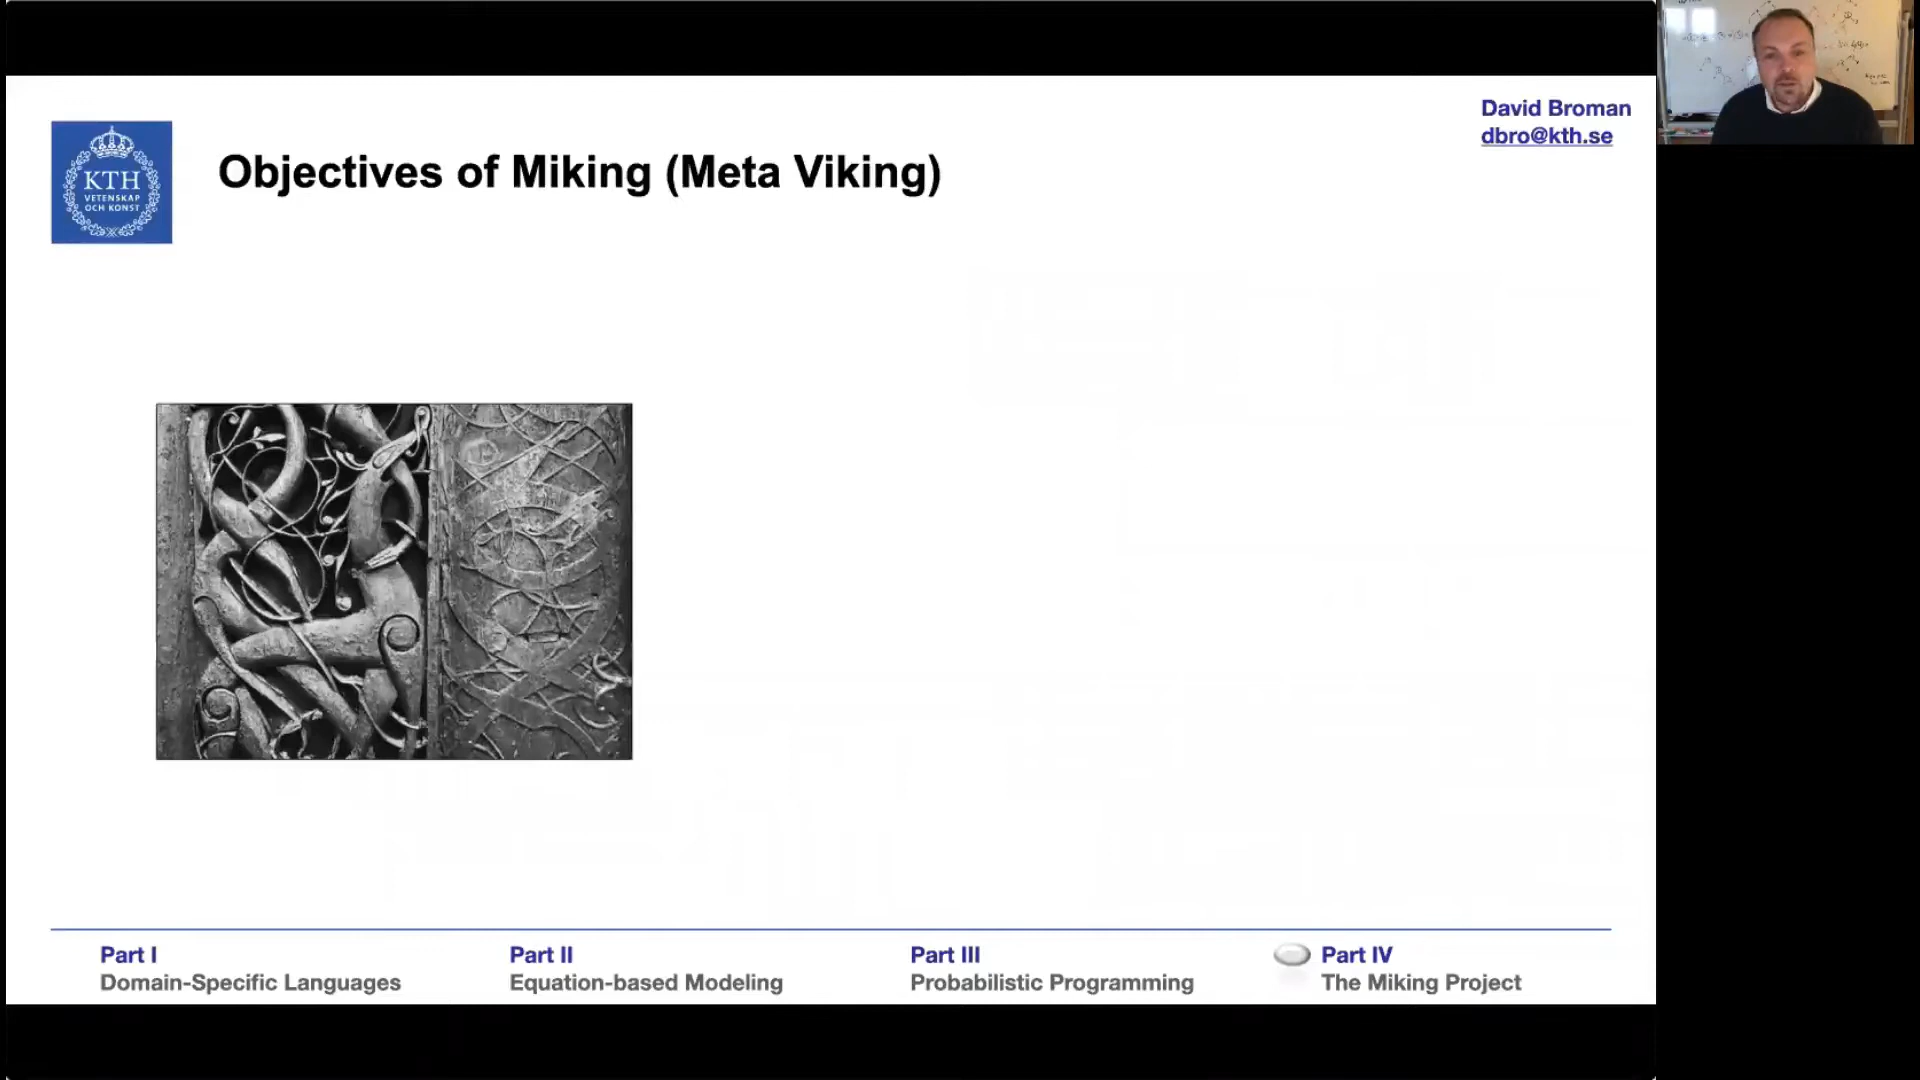 David Broman
dbro@kth.se
KTH
VETENSKAP
OCH KONST
Objectives of Miking (Meta Viking)
Part I
Domain-Specific Languages
Part II
Equation-based Modeling
Part III
Probabilistic Programming
Part IV
The Miking Project